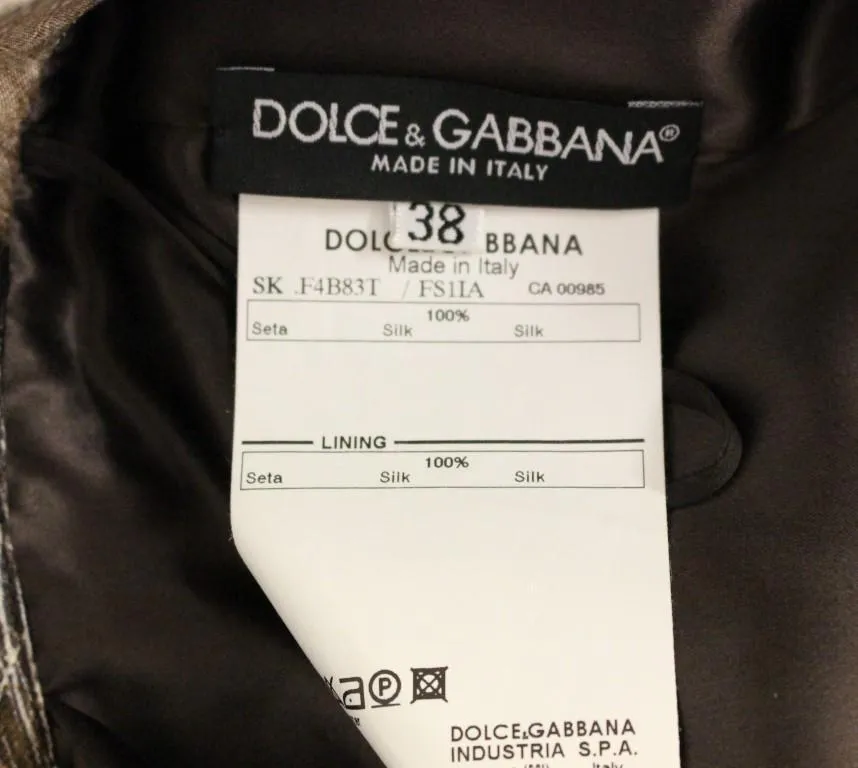 DOLCE & GABBANA®
MADE IN ITALY
38
DOLC BBANA
Made in Italy
SK .F4B83T / FS1IA CA 00985
100%
Seta Silk Silk
LINING
100%
Seta Silk Silk
P
DOLCE&GABBANA
INDUSTRIA S.P.A.
Italy